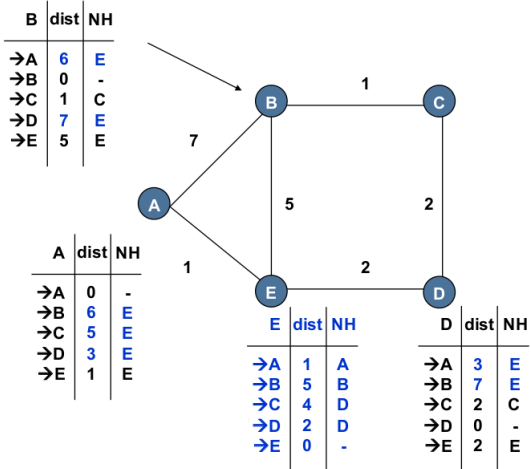 B dist NH
→A 6 E
→B 0 -
→C 1 C
→D 7 E
→E 5 E
B
1
C
7
A
5
2
1
E
2
D
A dist NH
→A 0 -
→B 6 E
→C 5 E
→D 3 E
→E 1 E
E dist NH
→A 1 A
→B 5 B
→C 4 D
→D 2 D
→E 0 -
D dist NH
→A 3 E
→B 7 E
→C 2 C
→D 0 -
→E 2 E